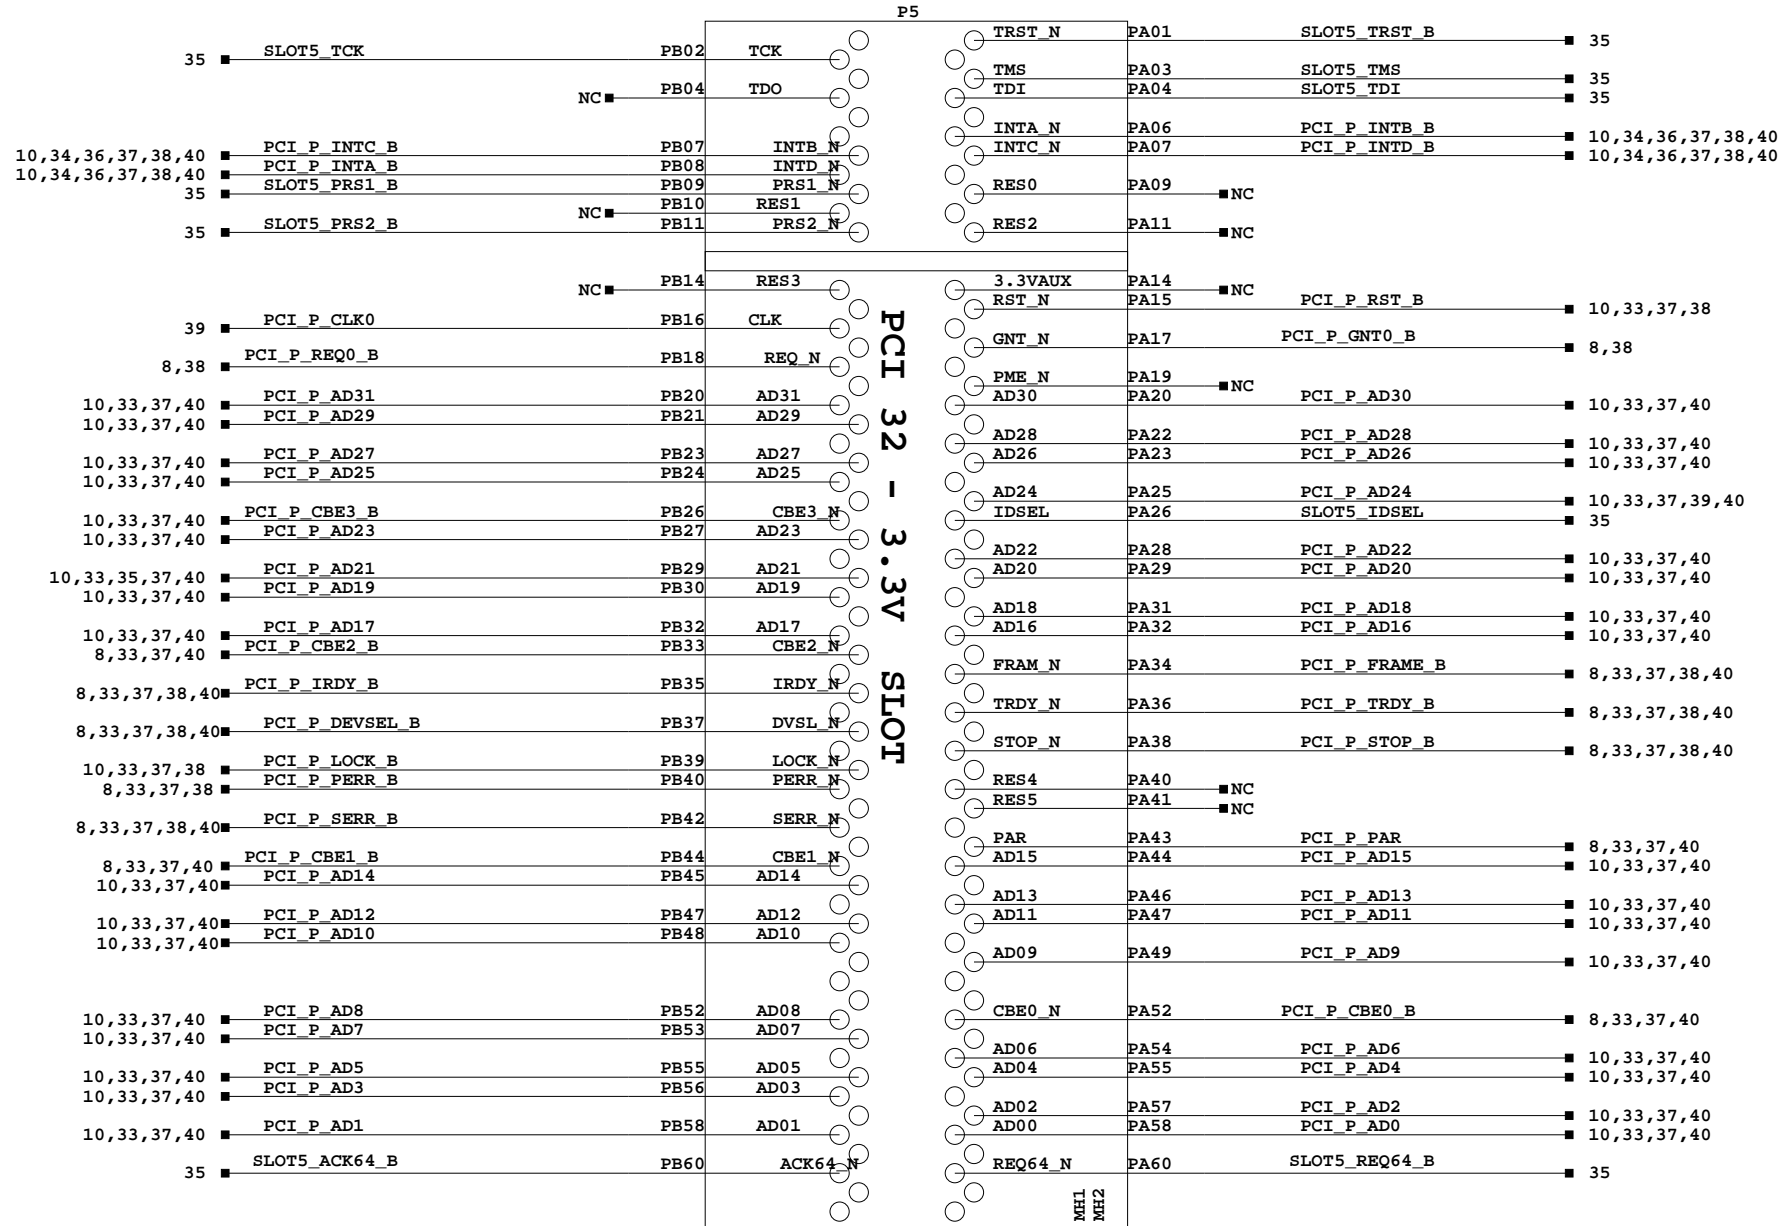 P5
35 SLOT5_TCK PB02 TCK
NC PB04 TDO
10,34,36,37,38,40 PCI_P_INTC_B PB07 INTB_N
10,34,36,37,38,40 PCI_P_INTA_B PB08 INTD_N
35 SLOT5_PRS1_B PB09 PRS1_N
NC PB10 RES1
35 SLOT5_PRS2_B PB11 PRS2_N
NC PB14 RES3
39 PCI_P_CLK0 PB16 CLK
8,38 PCI_P_REQ0_B PB18 REQ_N
10,33,37,40 PCI_P_AD31 PB20 AD31
10,33,37,40 PCI_P_AD29 PB21 AD29
10,33,37,40 PCI_P_AD27 PB23 AD27
10,33,37,40 PCI_P_AD25 PB24 AD25
10,33,37,40 PCI_P_CBE3_B PB26 CBE3_N
10,33,37,40 PCI_P_AD23 PB27 AD23
10,33,35,37,40 PCI_P_AD21 PB29 AD21
10,33,37,40 PCI_P_AD19 PB30 AD19
10,33,37,40 PCI_P_AD17 PB32 AD17
8,33,37,40 PCI_P_CBE2_B PB33 CBE2_N
8,33,37,38,40 PCI_P_IRDY_B PB35 IRDY_N
8,33,37,38,40 PCI_P_DEVSEL_B PB37 DVSL_N
10,33,37,38 PCI_P_LOCK_B PB39 LOCK_N
8,33,37,38 PCI_P_PERR_B PB40 PERR_N
8,33,37,38,40 PCI_P_SERR_B PB42 SERR_N
8,33,37,40 PCI_P_CBE1_B PB44 CBE1_N
10,33,37,40 PCI_P_AD14 PB45 AD14
10,33,37,40 PCI_P_AD12 PB47 AD12
10,33,37,40 PCI_P_AD10 PB48 AD10
10,33,37,40 PCI_P_AD8 PB52 AD08
10,33,37,40 PCI_P_AD7 PB53 AD07
10,33,37,40 PCI_P_AD5 PB55 AD05
10,33,37,40 PCI_P_AD3 PB56 AD03
10,33,37,40 PCI_P_AD1 PB58 AD01
35 SLOT5_ACK64_B PB60 ACK64_N
PCI 32 - 3.3V SLOT
TRST_N PA01 SLOT5_TRST_B 35
TMS PA03 SLOT5_TMS 35
TDI PA04 SLOT5_TDI 35
INTA_N PA06 PCI_P_INTB_B 10,34,36,37,38,40
INTC_N PA07 PCI_P_INTD_B 10,34,36,37,38,40
RES0 PA09 NC
RES2 PA11 NC
3.3VAUX PA14 NC
RST_N PA15 PCI_P_RST_B 10,33,37,38
GNT_N PA17 PCI_P_GNT0_B 8,38
PME_N PA19 NC
AD30 PA20 PCI_P_AD30 10,33,37,40
AD28 PA22 PCI_P_AD28 10,33,37,40
AD26 PA23 PCI_P_AD26 10,33,37,40
AD24 PA25 PCI_P_AD24 10,33,37,39,40
IDSEL PA26 SLOT5_IDSEL 35
AD22 PA28 PCI_P_AD22 10,33,37,40
AD20 PA29 PCI_P_AD20 10,33,37,40
AD18 PA31 PCI_P_AD18 10,33,37,40
AD16 PA32 PCI_P_AD16 10,33,37,40
FRAM_N PA34 PCI_P_FRAME_B 8,33,37,38,40
TRDY_N PA36 PCI_P_TRDY_B 8,33,37,38,40
STOP_N PA38 PCI_P_STOP_B 8,33,37,38,40
RES4 PA40 NC
RES5 PA41 NC
PAR PA43 PCI_P_PAR 8,33,37,40
AD15 PA44 PCI_P_AD15 10,33,37,40
AD13 PA46 PCI_P_AD13 10,33,37,40
AD11 PA47 PCI_P_AD11 10,33,37,40
AD09 PA49 PCI_P_AD9 10,33,37,40
CBE0_N PA52 PCI_P_CBE0_B 8,33,37,40
AD06 PA54 PCI_P_AD6 10,33,37,40
AD04 PA55 PCI_P_AD4 10,33,37,40
AD02 PA57 PCI_P_AD2 10,33,37,40
AD00 PA58 PCI_P_AD0 10,33,37,40
REQ64_N PA60 SLOT5_REQ64_B 35
MH1
MH2